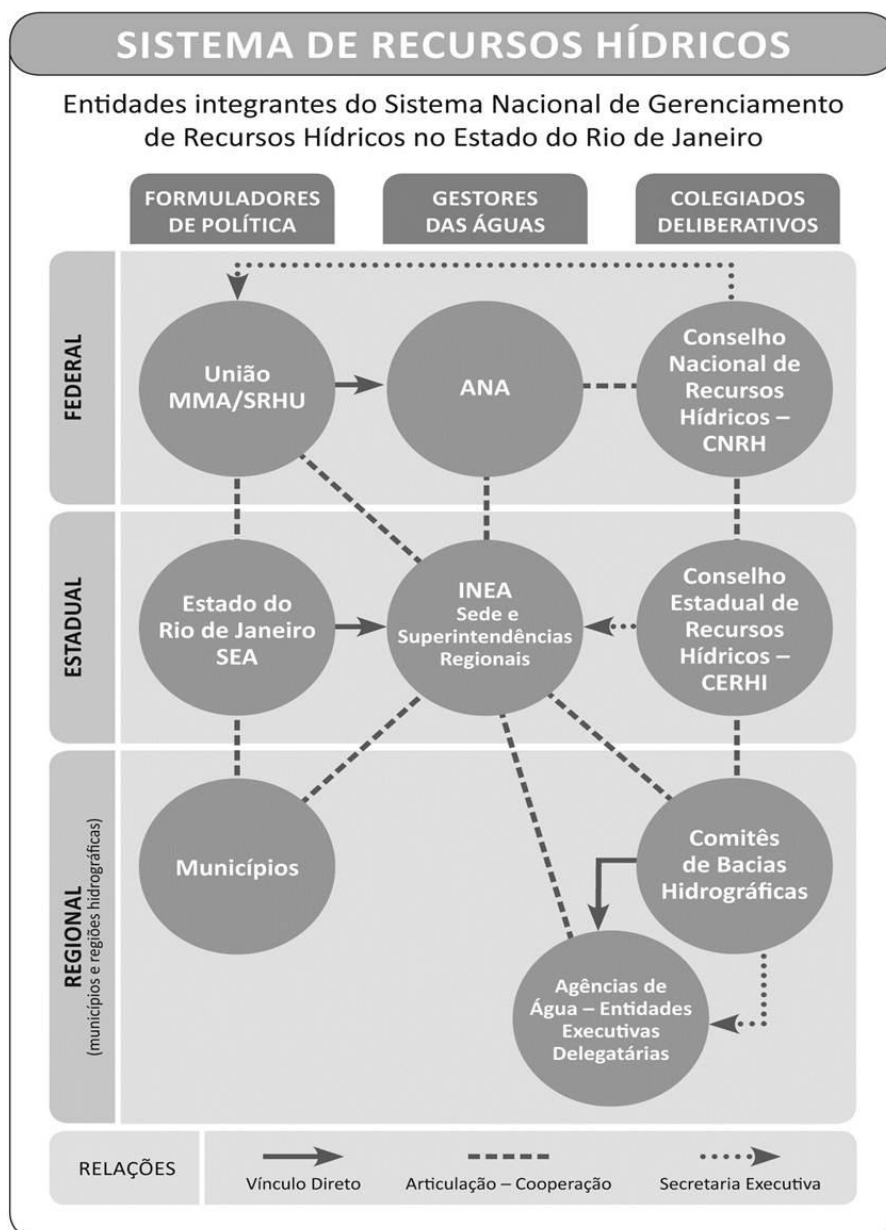 SISTEMA DE RECURSOS HÍDRICOS
Entidades integrantes do Sistema Nacional de Gerenciamento
de Recursos Hídricos no Estado do Rio de Janeiro
FORMULADORES
DE POLÍTICA
GESTORES
DAS ÁGUAS
COLEGIADOS
DELIBERATIVOS
FEDERAL
União
MMA/SRHU
ANA
Conselho
Nacional de
Recursos
Hídricos –
CNRH
ESTADUAL
Estado do
Rio de Janeiro
SEA
INEA
Sede e
Superintendências
Regionais
Conselho
Estadual de
Recursos
Hídricos –
CERHI
REGIONAL
(municípios e regiões hidrográficas)
Municípios
Comitês
de Bacias
Hidrográficas
Agências de
Água – Entidades
Executivas
Delegatárias
RELAÇÕES
Vínculo Direto
Articulação – Cooperação
Secretaria Executiva